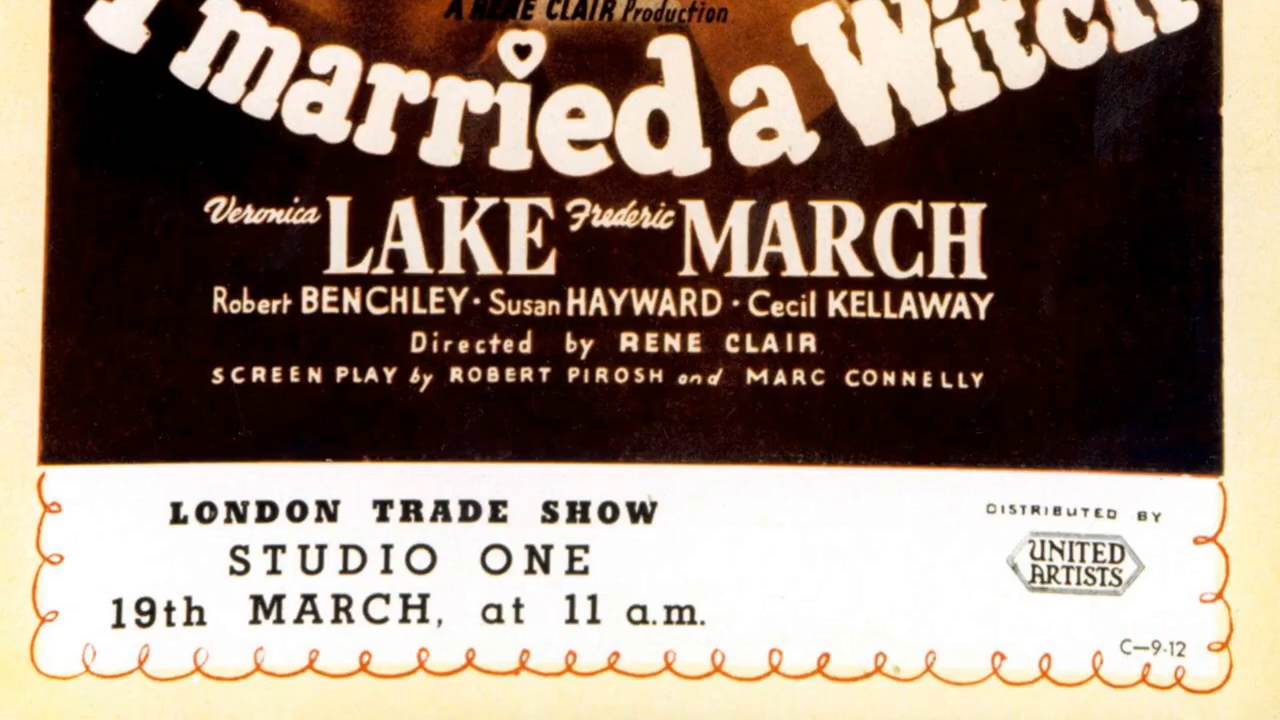 A RENE CLAIR Production
I married a Witch
Veronica LAKE Frederic MARCH
Robert BENCHLEY · Susan HAYWARD · Cecil KELLAWAY
Directed by RENE CLAIR
SCREEN PLAY by ROBERT PIROSH and MARC CONNELLY
LONDON TRADE SHOW
STUDIO ONE
19th MARCH, at 11 a.m.
DISTRIBUTED BY
UNITED
ARTISTS
C-9-12